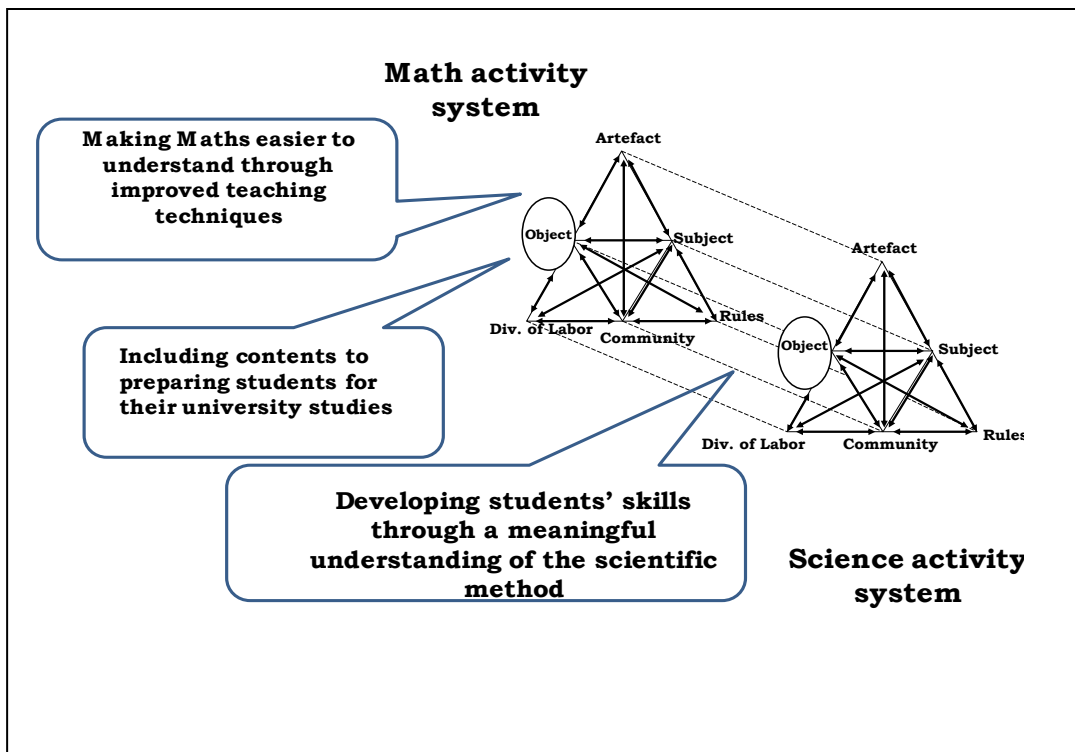 Math activity
system
Making Maths easier to
understand through
improved teaching
techniques
Artefact
Object
Subject
Div. of Labor
Community
Rules
Including contents to
preparing students for
their university studies
Artefact
Object
Subject
Div. of Labor
Community
Rules
Developing students’ skills
through a meaningful
understanding of the scientific
method
Science activity
system